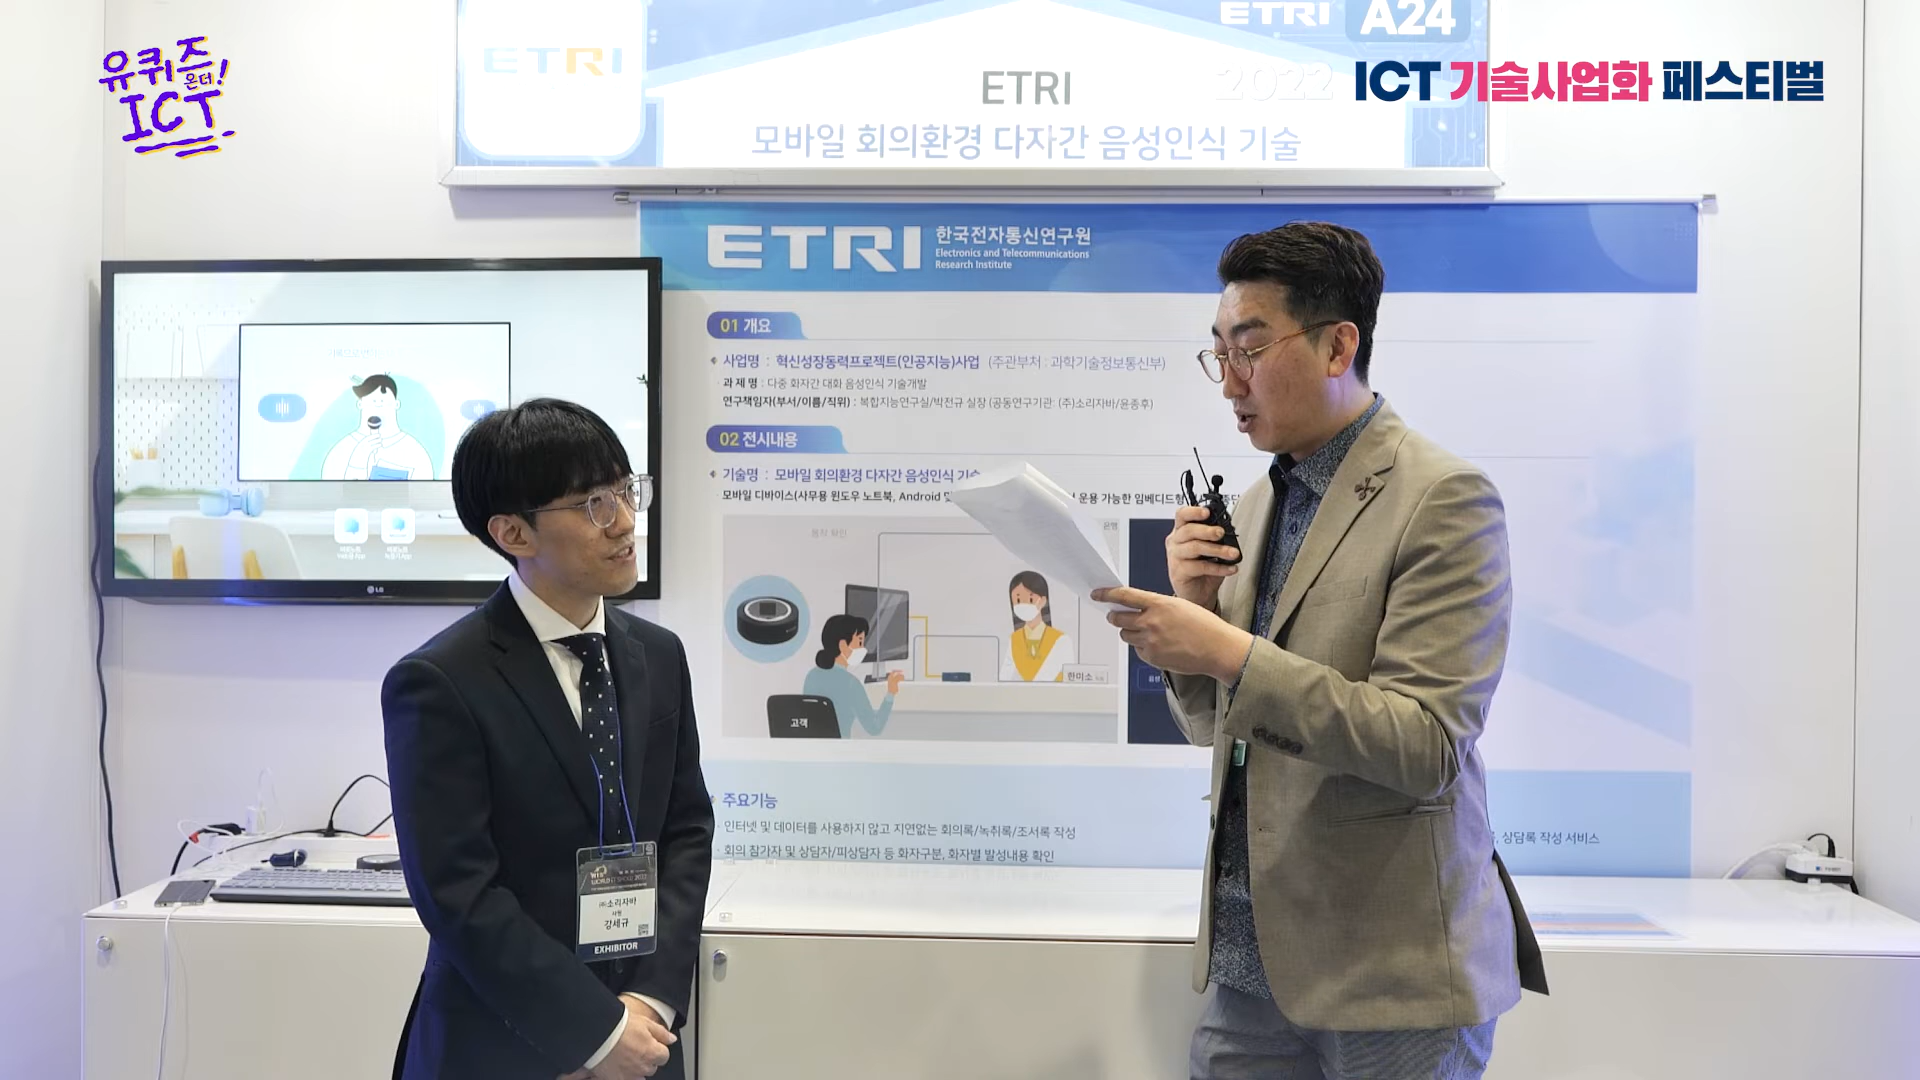 유퀴즈
온더!
ICT
ETRI
ETRI A24
2022 ICT 기술사업화 페스티벌
ETRI
모바일 회의환경 다자간 음성인식 기술
ETRI 한국전자통신연구원
Electronics and Telecommunications
Research Institute
01 개요
사업명 : 혁신성장동력프로젝트(인공지능)사업 (주관부처 : 과학기술정보통신부)
과 제 명 : 다중 화자간 대화 음성인식 기술개발
연구책임자(부서/이름/직위) : 복합지능연구실/박전규 실장 (공동연구기관: (주)소리자바/윤종후)
02 전시내용
기술명 : 모바일 회의환경 다자간 음성인식
모바일 디바이스(사무용 윈도우 노트북, Android 운용 가능한 임베디드형
은행
한미소
고객
주요기능
인터넷 및 데이터를 사용하지 않고 지연없는 회의록/녹취록/조서록 작성
회의 참가자 및 상담자/피상담자 등 화자구분, 화자별 발성내용 확인
상담록 작성 서비스
LG
WORLD IT SHOW 2022
(주)소리자바
사원
강세규
EXHIBITOR